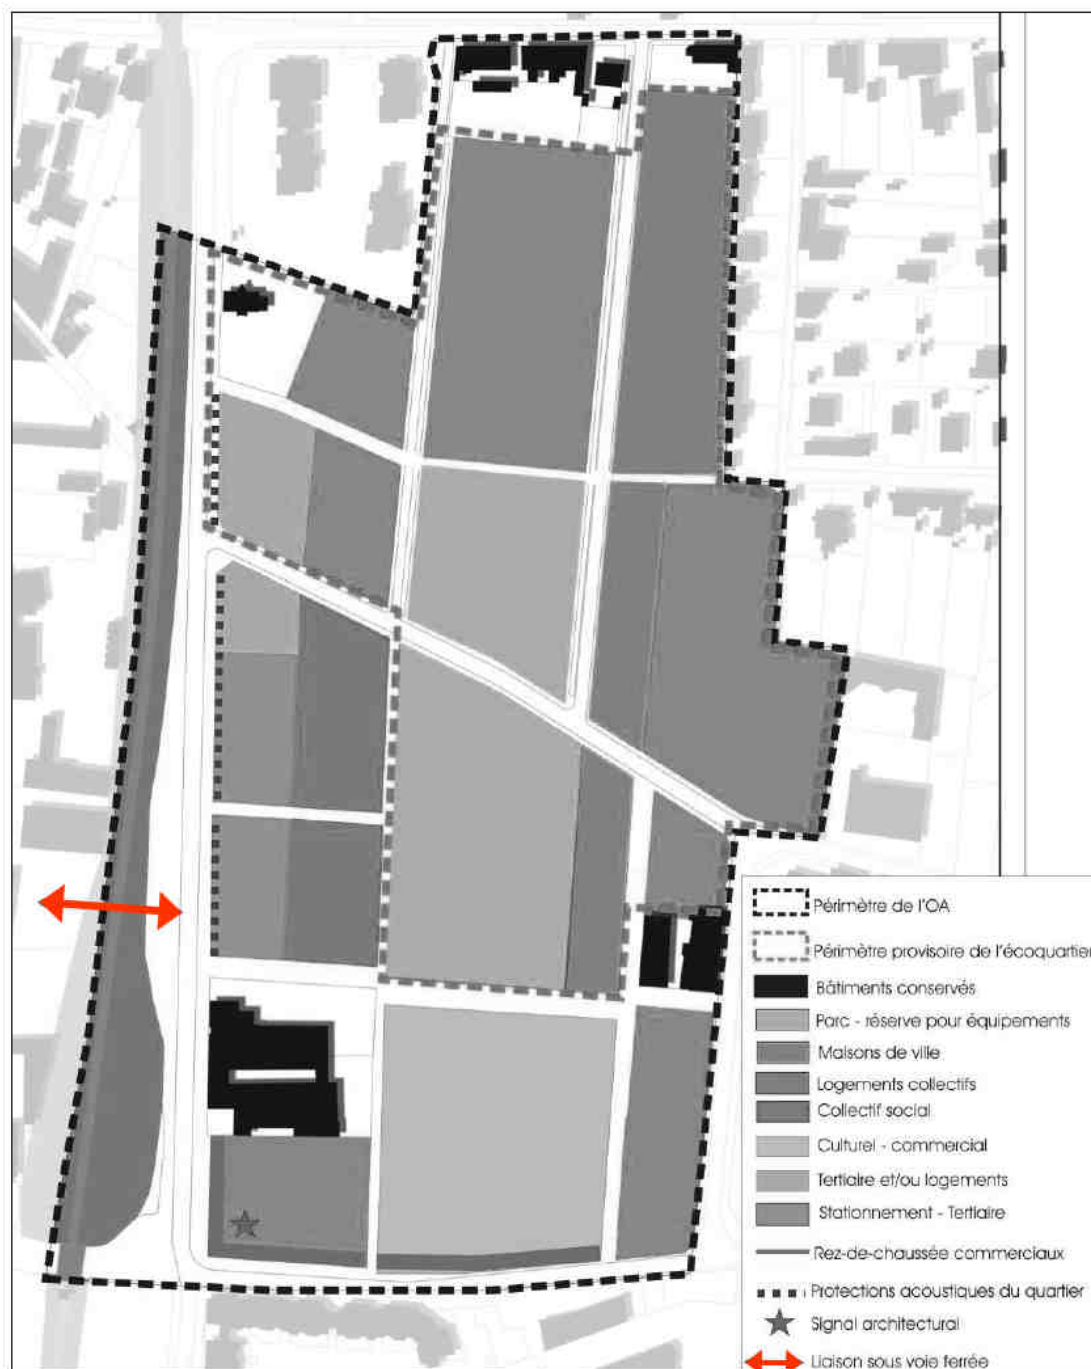 Périmètre de l'OA
Périmètre provisoire de l'écoquartier
Bâtiments conservés
Parc - réserve pour équipements
Maisons de ville
Logements collectifs
Collectif social
Culturel - commercial
Tertiaire et/ou logements
Stationnement - Tertiaire
Rez-de-chaussée commerciaux
Protections acoustiques du quartier
Signal architectural
Liaison sous voie ferrée